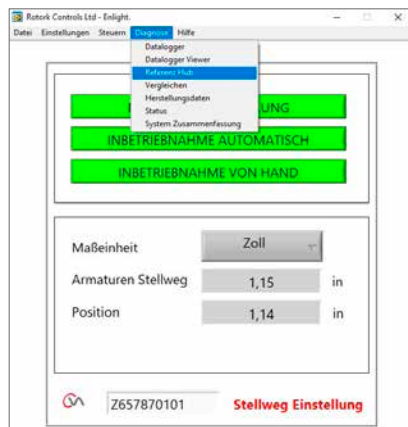 Rotork Controls Ltd - Enlight.
Datei Einstellungen Steuern Diagnose Hilfe
Datalogger
Datalogger Viewer
Referenz Hub
Vergleichen
Herstellungsdaten
Status
System Zusammenfassung
UNG
INBETRIEBNAHME AUTOMATISCH
INBETRIEBNAHME VON HAND
Maßeinheit Zoll
Armaturen Stellweg 1,15 in
Position 1,14 in
Z657870101 Stellweg Einstellung